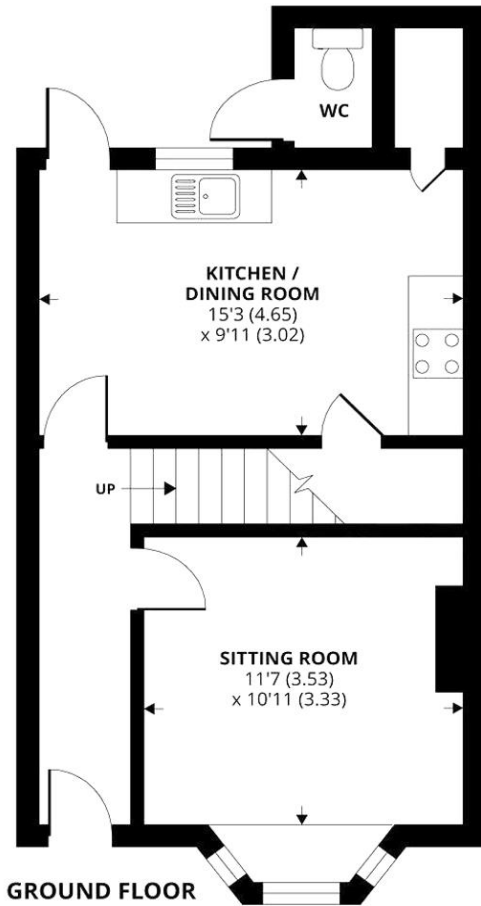 WC
KITCHEN /
DINING ROOM
15'3 (4.65)
x 9'11 (3.02)
UP
SITTING ROOM
11'7 (3.53)
x 10'11 (3.33)
GROUND FLOOR